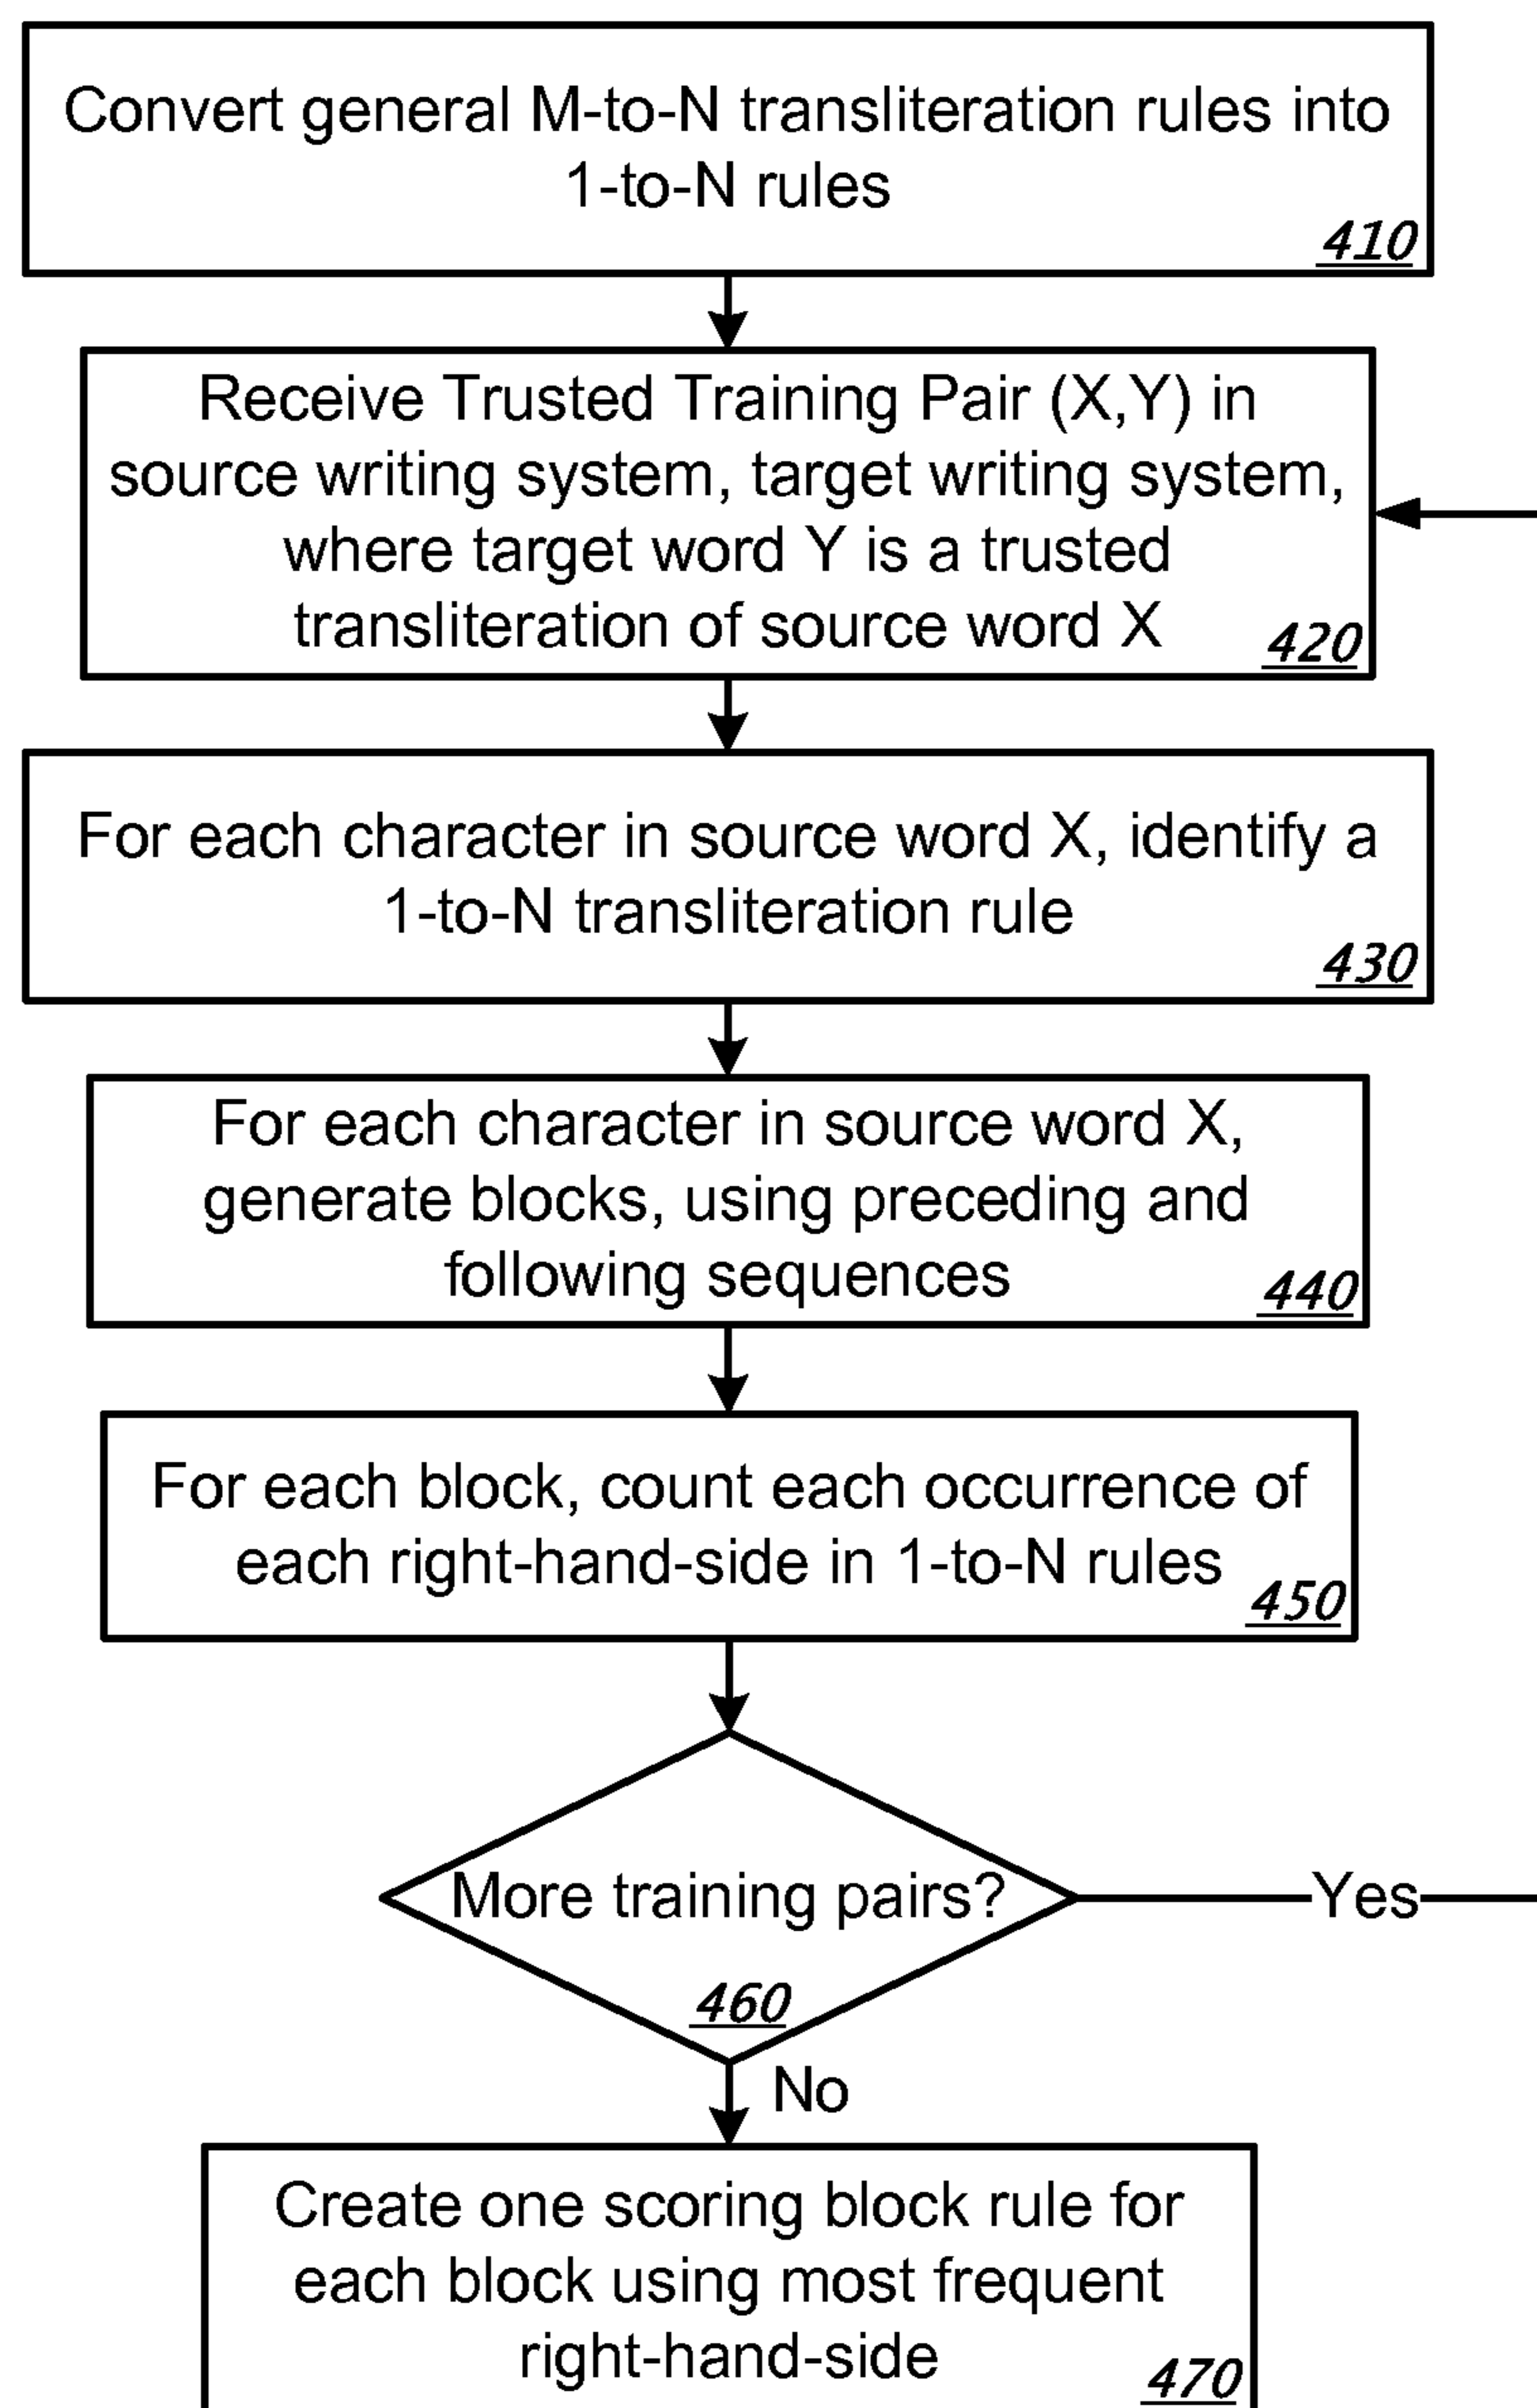 Convert general M-to-N transliteration rules into
1-to-N rules
410
Receive Trusted Training Pair (X,Y) in
source writing system, target writing system,
where target word Y is a trusted
transliteration of source word X
420
For each character in source word X, identify a
1-to-N transliteration rule
430
For each character in source word X,
generate blocks, using preceding and
following sequences
440
For each block, count each occurrence of
each right-hand-side in 1-to-N rules
450
More training pairs?
Yes
460
No
Create one scoring block rule for
each block using most frequent
right-hand-side
470